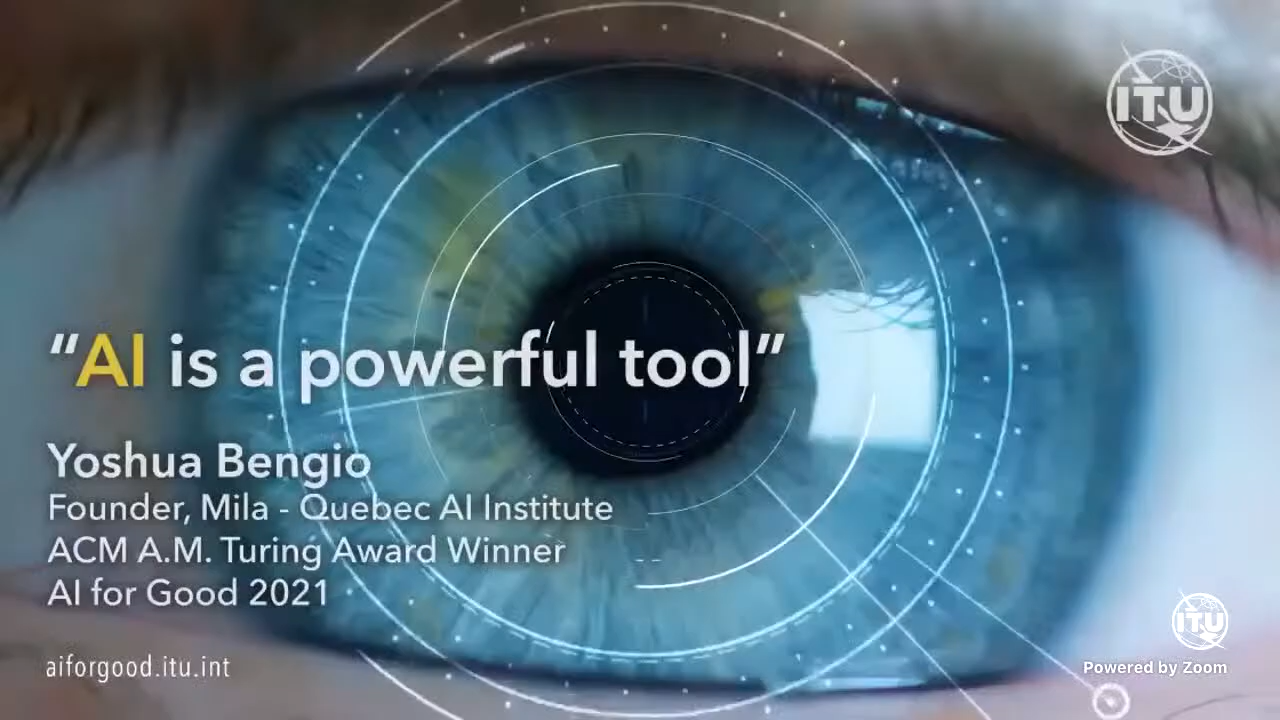 ITU
“AI is a powerful tool”
Yoshua Bengio
Founder, Mila - Quebec AI Institute
ACM A.M. Turing Award Winner
AI for Good 2021
aiforgood.itu.int
ITU
Powered by Zoom